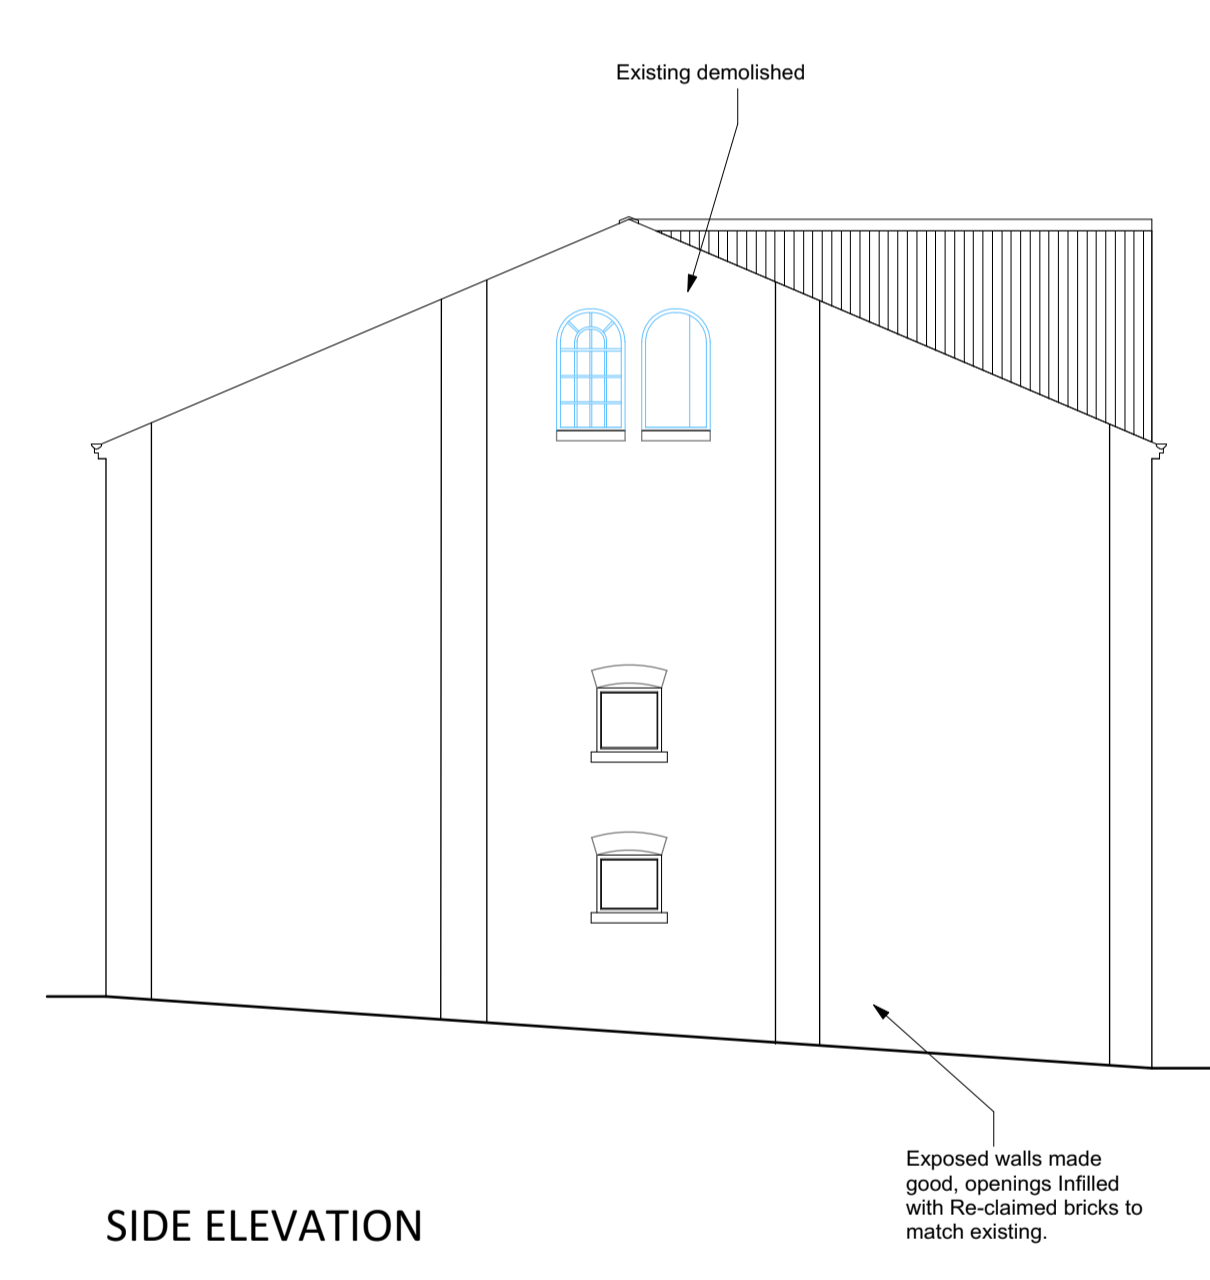 Existing demolished
Exposed walls made
good, openings Infilled
with Re-claimed bricks to
match existing.
SIDE ELEVATION